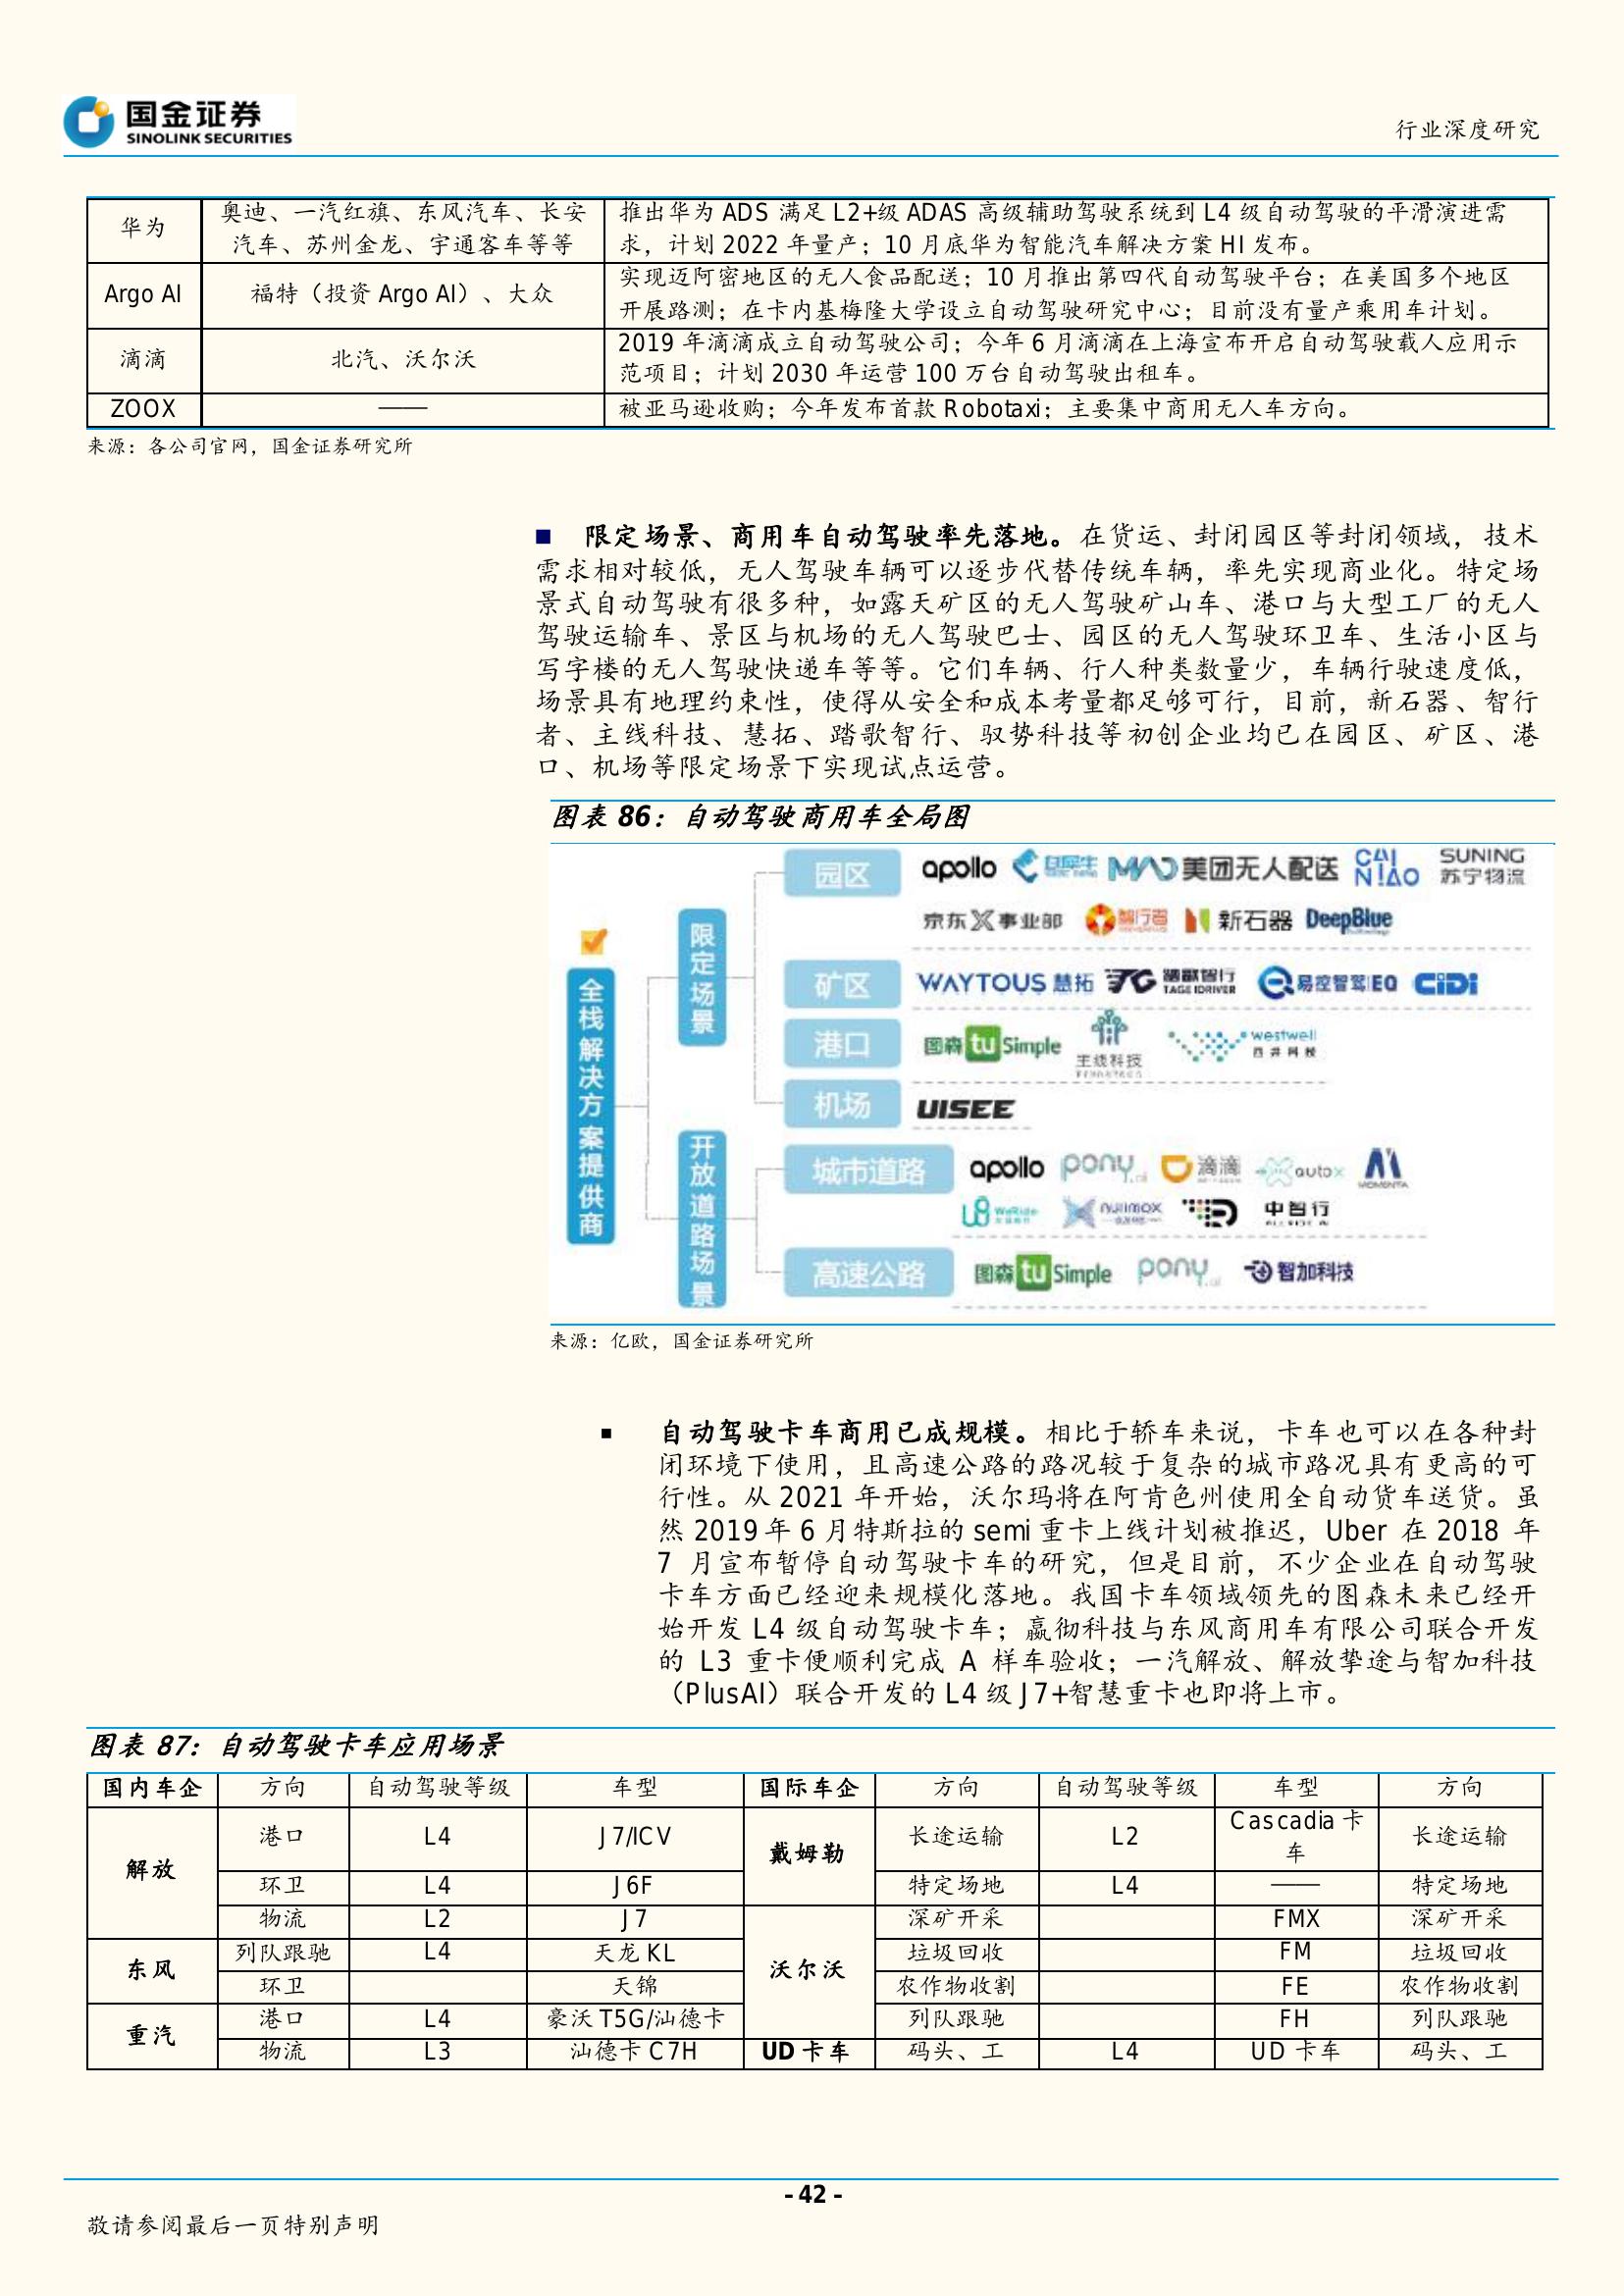 国金证券
SINOLINK SECURITIES
行业深度研究
华为
奥迪、一汽红旗、东风汽车、长安
汽车、苏州金龙、宇通客车等等
推出华为 ADS 满足 L2+级 ADAS 高级辅助驾驶系统到 L4 级自动驾驶的平滑演进需
求，计划 2022 年量产；10 月底华为智能汽车解决方案 HI 发布。
Argo AI
福特（投资 Argo AI）、大众
实现迈阿密地区的无人食品配送；10 月推出第四代自动驾驶平台；在美国多个地区
开展路测；在卡内基梅隆大学设立自动驾驶研究中心；目前没有量产乘用车计划。
滴滴
北汽、沃尔沃
2019 年滴滴成立自动驾驶公司；今年 6 月滴滴在上海宣布开启自动驾驶载人应用示
范项目；计划 2030 年运营 100 万台自动驾驶出租车。
ZOOX
——
被亚马逊收购；今年发布首款 Robotaxi；主要集中商用无人车方向。
来源：各公司官网，国金证券研究所
■ 限定场景、商用车自动驾驶率先落地。在货运、封闭园区等封闭领域，技术
需求相对较低，无人驾驶车辆可以逐步代替传统车辆，率先实现商业化。特定场
景式自动驾驶有很多种，如露天矿区的无人驾驶矿山车、港口与大型工厂的无人
驾驶运输车、景区与机场的无人驾驶巴士、园区的无人驾驶环卫车、生活小区与
写字楼的无人驾驶快递车等等。它们车辆、行人种类数量少，车辆行驶速度低，
场景具有地理约束性，使得从安全和成本考量都足够可行，目前，新石器、智行
者、主线科技、慧拓、踏歌智行、驭势科技等初创企业均已在园区、矿区、港
口、机场等限定场景下实现试点运营。
图表 86：自动驾驶商用车全局图
全栈解决方案提供商
限定场景
园区
apollo 白犀牛 MAD 美团无人配送 CAINIAO SUNING 苏宁物流
京东X事业部 智行者 新石器 DeepBlue
矿区
WAYTOUS 慧拓 TG 踏歌智行 TAGE IDRIVER 易控智驾 EQ CiDi
港口
图森 tu Simple 主线科技 westwell 西井科技
机场
UISEE
开放道路场景
城市道路
apollo pony.ai 滴滴 autox MOMENTA
WeRide nullmax 中智行
高速公路
图森 tu Simple pony.ai 智加科技
来源：亿欧，国金证券研究所
▪ 自动驾驶卡车商用已成规模。相比于轿车来说，卡车也可以在各种封
闭环境下使用，且高速公路的路况较于复杂的城市路况具有更高的可
行性。从 2021 年开始，沃尔玛将在阿肯色州使用全自动货车送货。虽
然 2019 年 6 月特斯拉的 semi 重卡上线计划被推迟，Uber 在 2018 年
7 月宣布暂停自动驾驶卡车的研究，但是目前，不少企业在自动驾驶
卡车方面已经迎来规模化落地。我国卡车领域领先的图森未来已经开
始开发 L4 级自动驾驶卡车；嬴彻科技与东风商用车有限公司联合开发
的 L3 重卡便顺利完成 A 样车验收；一汽解放、解放挚途与智加科技
（PlusAI）联合开发的 L4 级 J7+智慧重卡也即将上市。
图表 87：自动驾驶卡车应用场景
国内车企 方向 自动驾驶等级 车型 国际车企 方向 自动驾驶等级 车型 方向
解放 港口 L4 J7/ICV 戴姆勒 长途运输 L2 Cascadia 卡车 长途运输
环卫 L4 J6F 特定场地 L4 —— 特定场地
物流 L2 J7 沃尔沃 深矿开采 FMX 深矿开采
东风 列队跟驰 L4 天龙 KL 垃圾回收 FM 垃圾回收
环卫 天锦 农作物收割 FE 农作物收割
重汽 港口 L4 豪沃 T5G/汕德卡 列队跟驰 FH 列队跟驰
物流 L3 汕德卡 C7H UD 卡车 码头、工 L4 UD 卡车 码头、工
- 42 -
敬请参阅最后一页特别声明